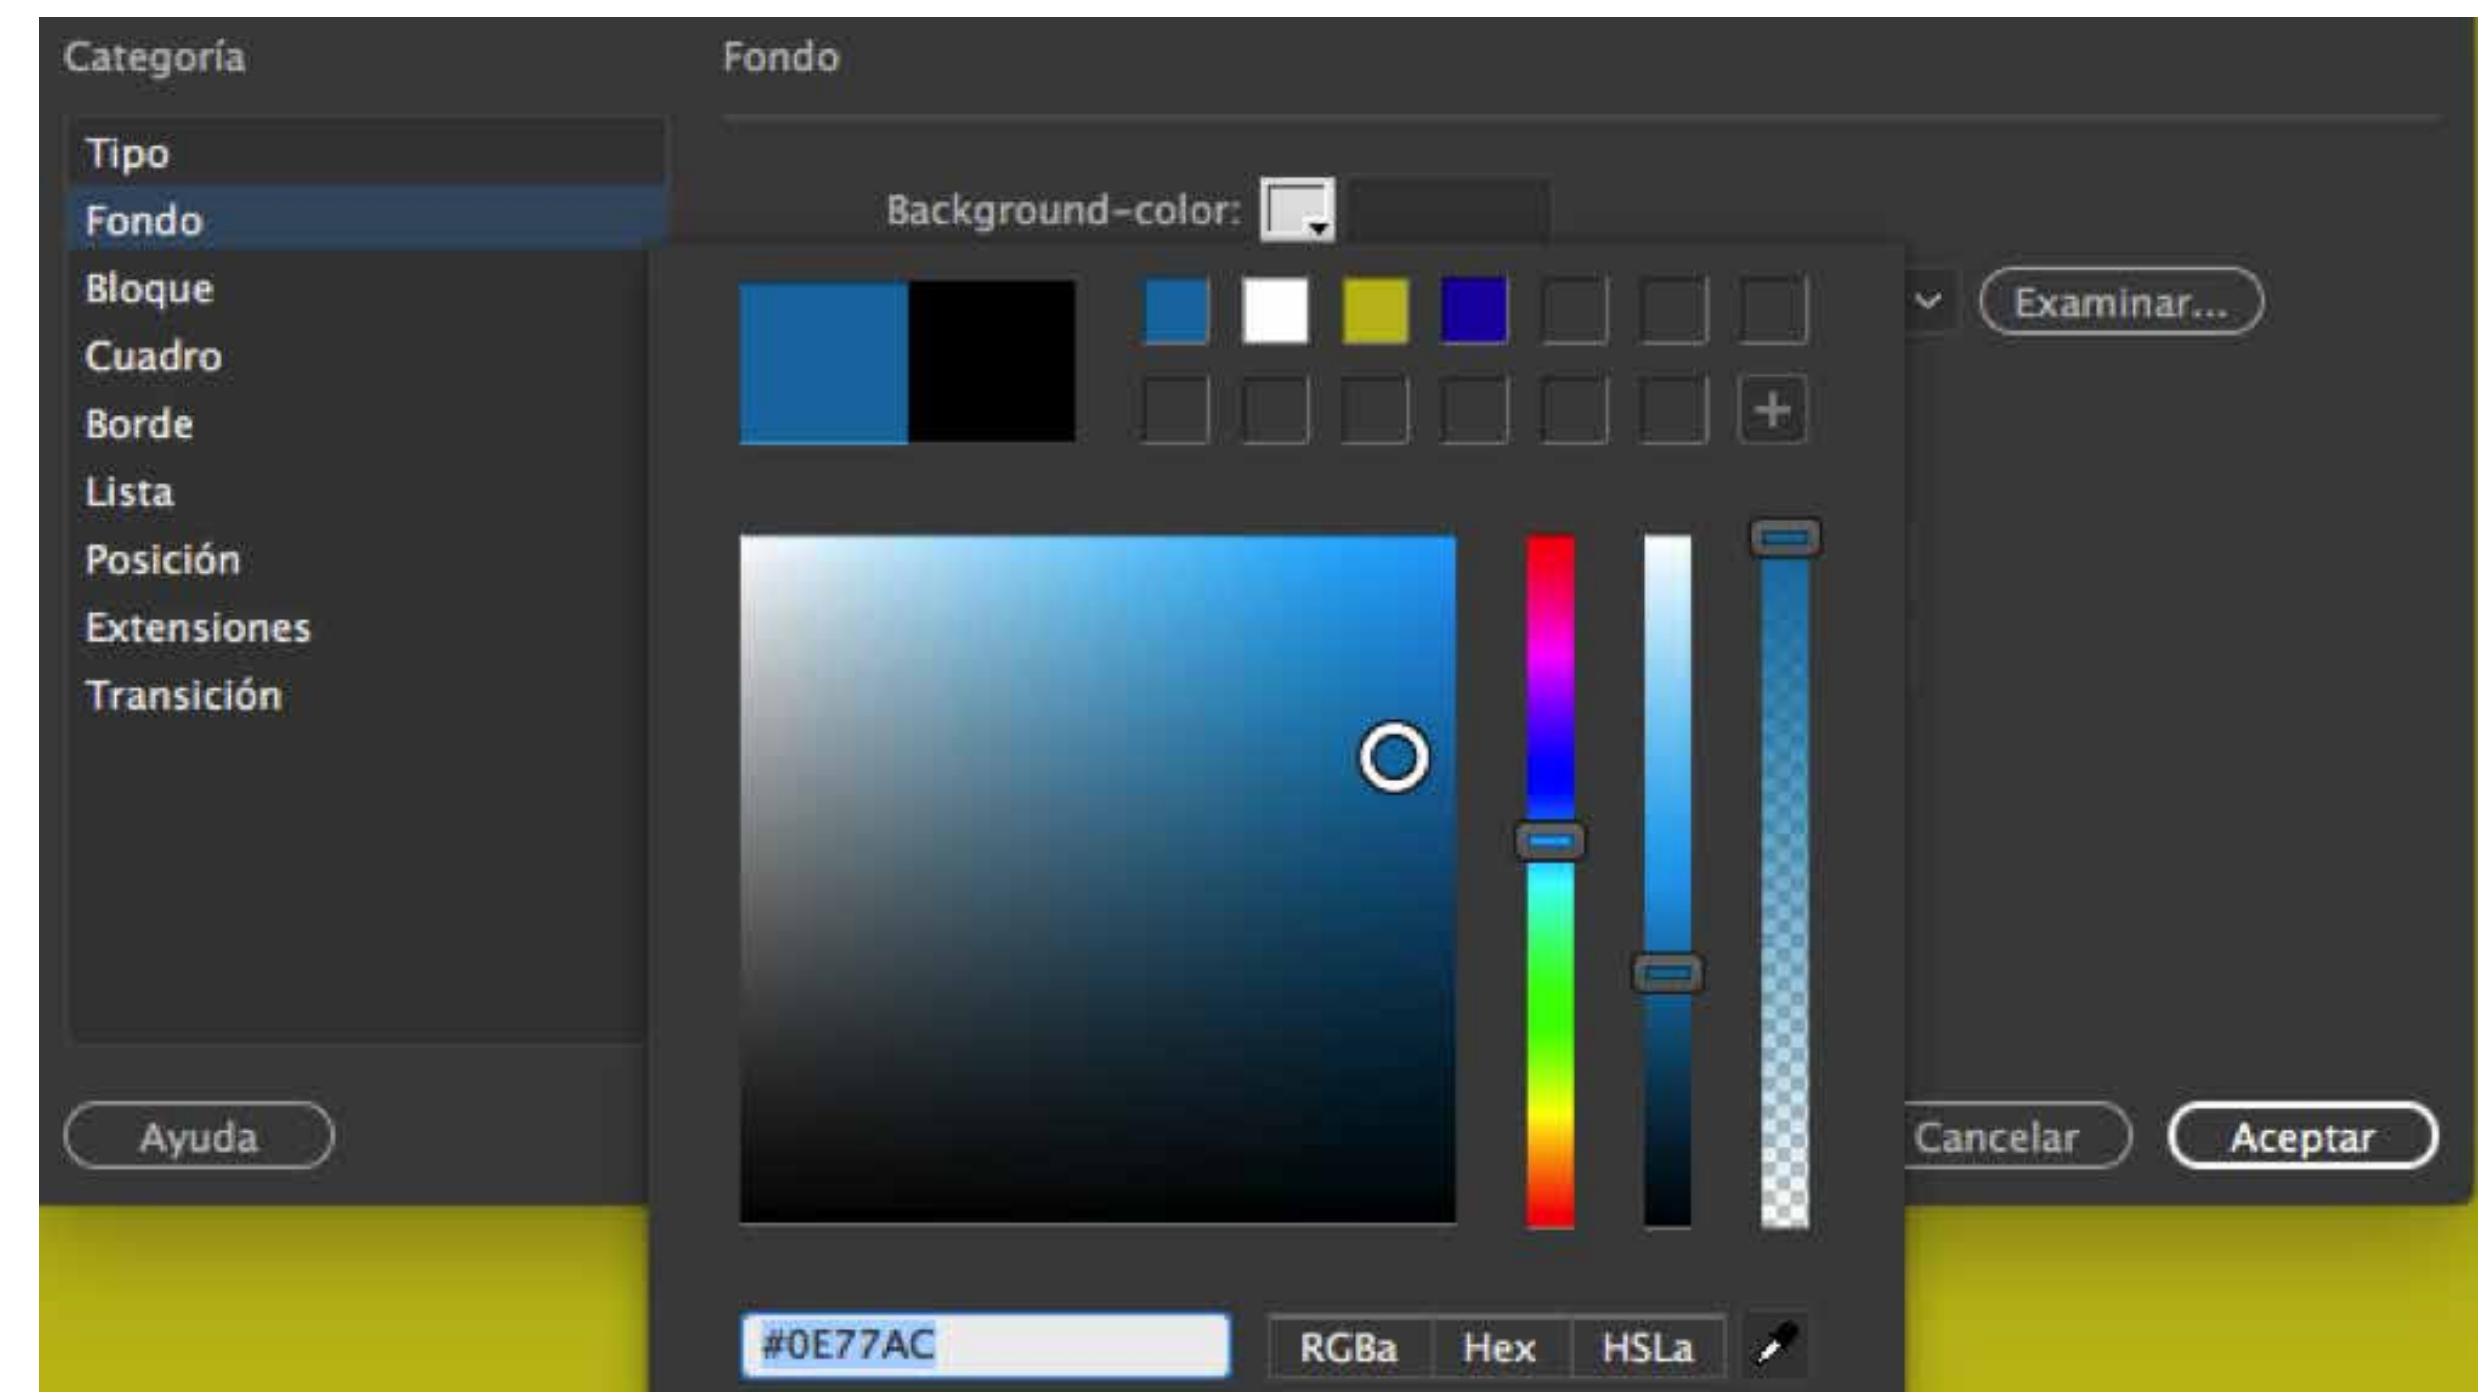 Categoría
Fondo
Tipo
Fondo
Bloque
Cuadro
Borde
Lista
Posición
Extensiones
Transición
Background-color:
Examinar...
Ayuda
Cancelar
Aceptar
#0E77AC
RGBa
Hex
HSLa